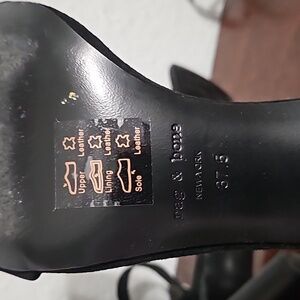 Upper Leather
Lining Leather
Sole Leather
rag & bone
NEW YORK
37.5